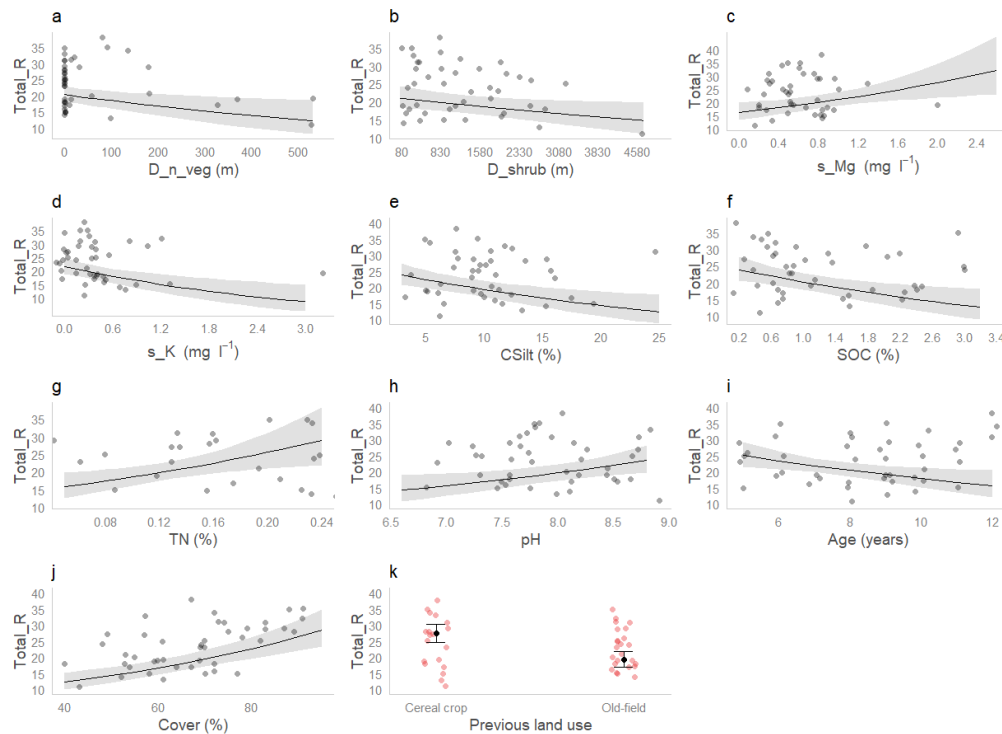 a
Total_R
35
30
25
20
15
10
0 100 200 300 400 500
D_n_veg (m)
b
Total_R
35
30
25
20
15
10
80 830 1580 2330 3080 3830 4580
D_shrub (m)
c
Total_R
45
40
35
30
25
20
15
10
0.0 0.4 0.8 1.2 1.6 2.0 2.4
s_Mg (mg l⁻¹)
d
Total_R
35
30
25
20
15
10
0.0 0.6 1.2 1.8 2.4 3.0
s_K (mg l⁻¹)
e
Total_R
40
35
30
25
20
15
10
5 10 15 20 25
CSilt (%)
f
Total_R
35
30
25
20
15
10
0.2 0.6 1.0 1.4 1.8 2.2 2.6 3.0 3.4
SOC (%)
g
Total_R
35
30
25
20
15
10
0.08 0.12 0.16 0.20 0.24
TN (%)
h
Total_R
40
35
30
25
20
15
10
6.6 7.0 7.4 7.8 8.2 8.6 9.0
pH
i
Total_R
40
35
30
25
20
15
10
6 8 10 12
Age (years)
j
Total_R
40
35
30
25
20
15
10
40 60 80
Cover (%)
k
Total_R
40
35
30
25
20
15
10
Cereal crop Old-field
Previous land use